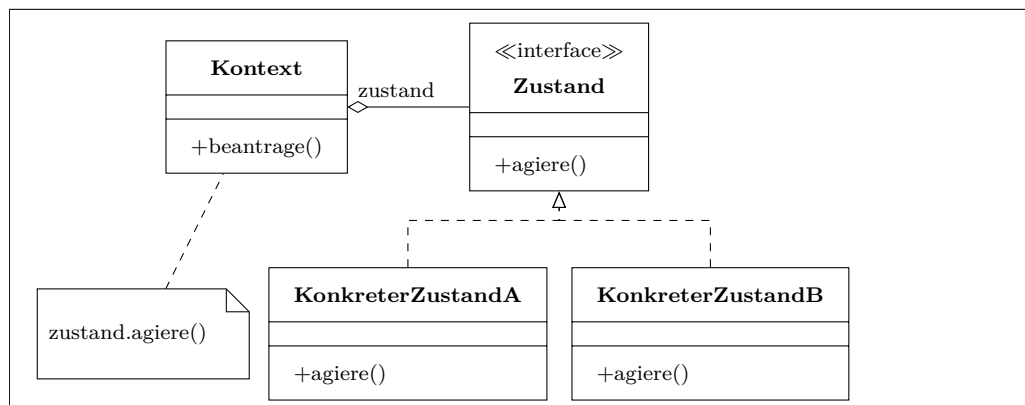 Kontext
+beantrage()
zustand
≪interface≫
Zustand
+agiere()
zustand.agiere()
KonkreterZustandA
+agiere()
KonkreterZustandB
+agiere()